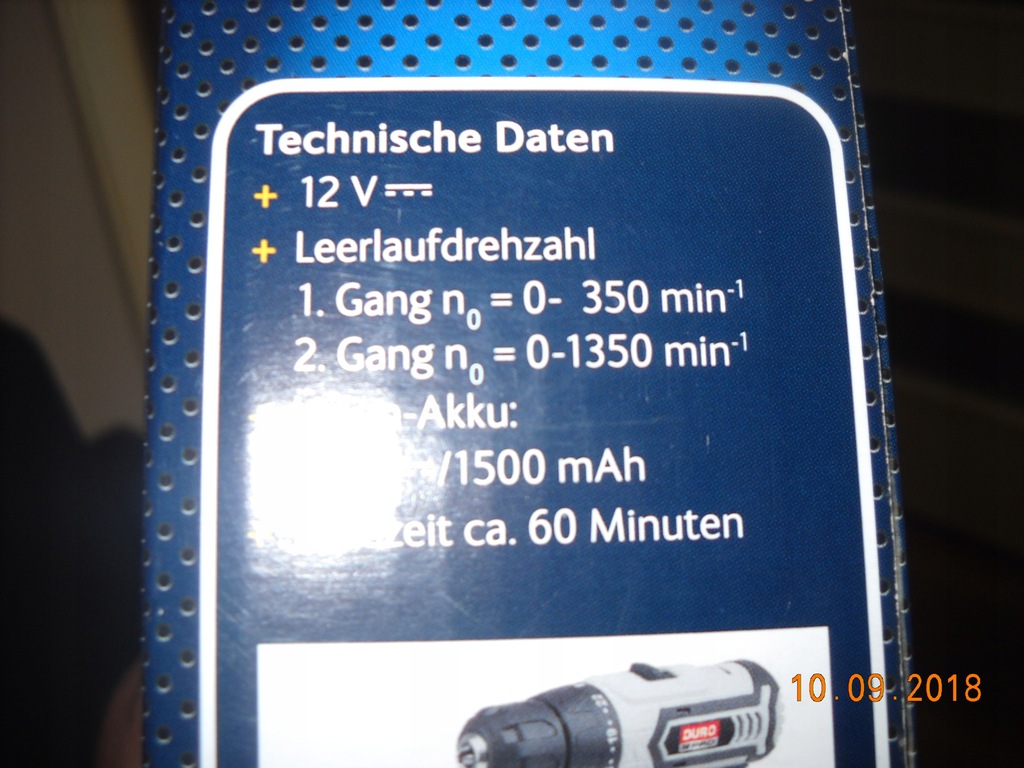 Technische Daten
+ 12 V ⎓
+ Leerlaufdrehzahl
1. Gang n₀ = 0- 350 min⁻¹
2. Gang n₀ = 0-1350 min⁻¹
-Akku:
/1500 mAh
ca. 60 Minuten
DURO
PRO
10.09.2018